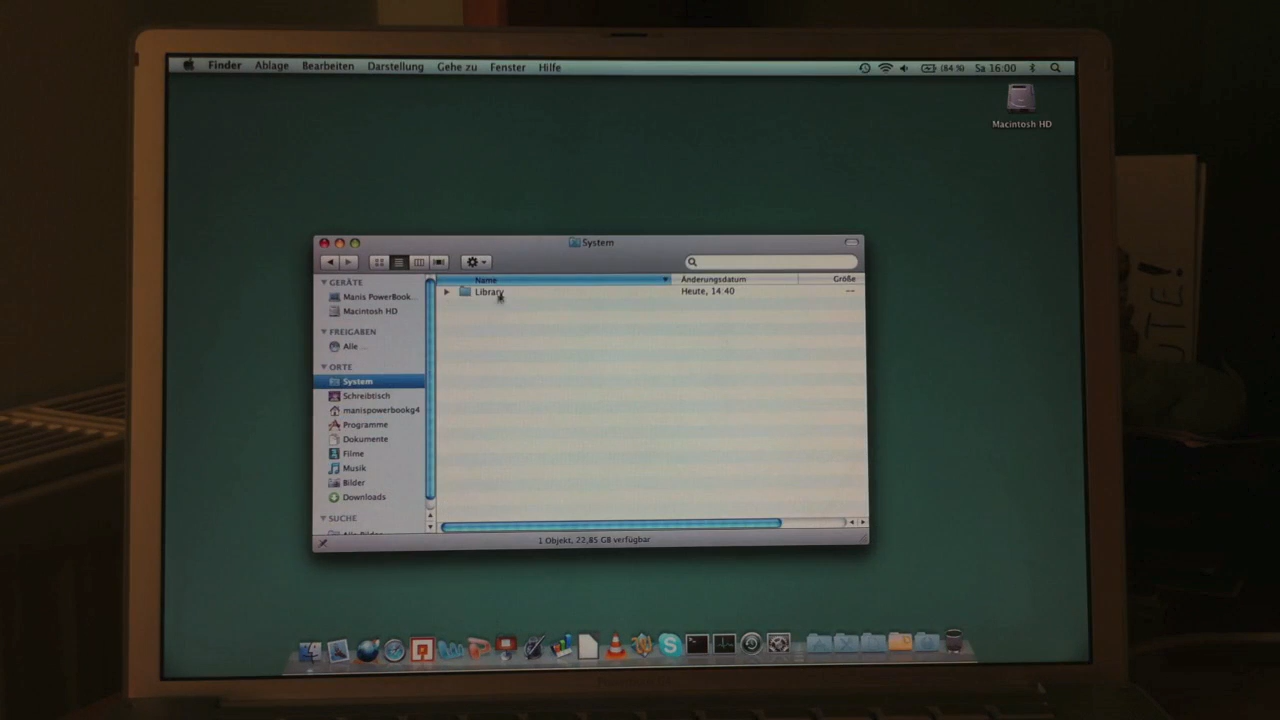 Finder Ablage Bearbeiten Darstellung Gehe zu Fenster Hilfe
Sa 16:00
Macintosh HD
System
Name Änderungsdatum Größe
Library Heute, 14:40 --
GERÄTE
Manis PowerBook...
Macintosh HD
FREIGABEN
Alle ...
ORTE
System
Schreibtisch
manispowerbookg4
Programme
Dokumente
Filme
Musik
Bilder
Downloads
SUCHE
1 Objekt, 22,85 GB verfügbar